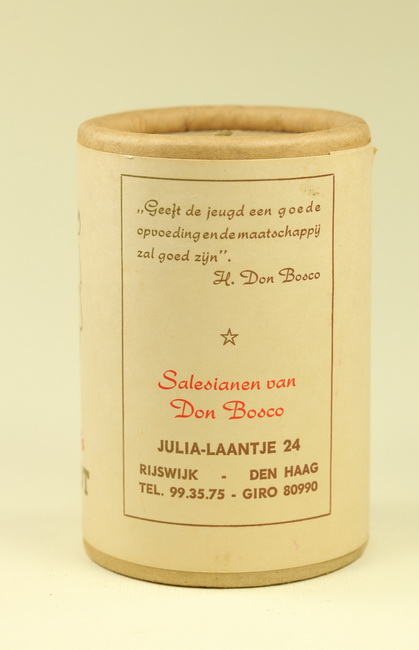 „Geeft de jeugd een goede
opvoeding en de maatschappij
zal goed zijn”.
H. Don Bosco
Salesianen van
Don Bosco
JULIA-LAANTJE 24
RIJSWIJK - DEN HAAG
TEL. 99.35.75 - GIRO 80990